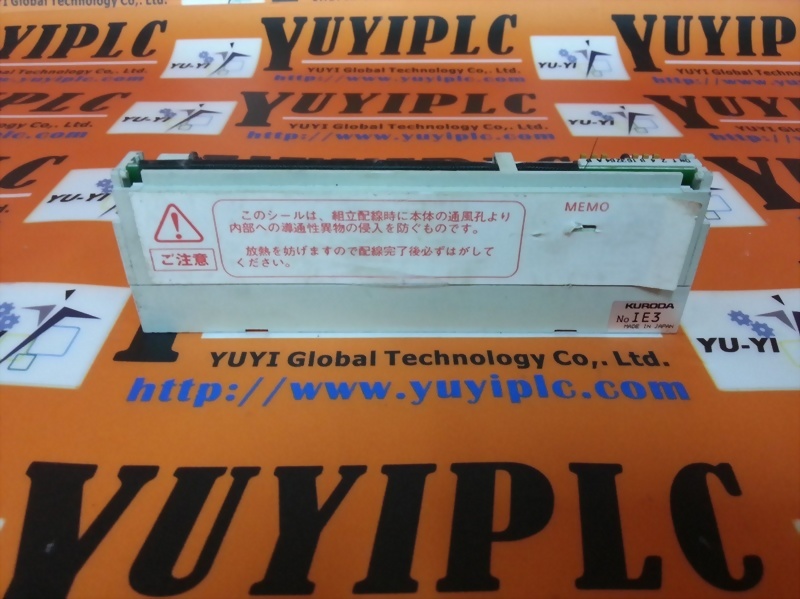 YUYIPLC
YUYIPLC
YUYI Global Technology Co,. Ltd.
http://www.yuyiplc.com
YU-YI
YU-YI
YUYIPLC
YUYI Global Technology Co,. Ltd.
http://www.yuyiplc.com
YU-YI
YU-YI
MEMO
このシールは、組立配線時に本体の通風孔より
内部への導通性異物の侵入を防ぐものです。
放熱を妨げますので配線完了後必ずはがして
ください。
ご注意
KURODA
No IE3
MADE IN JAPAN
YU-YI
YUYI Global Technology Co,. Ltd.
http://www.yuyiplc.com
YUYIPLC